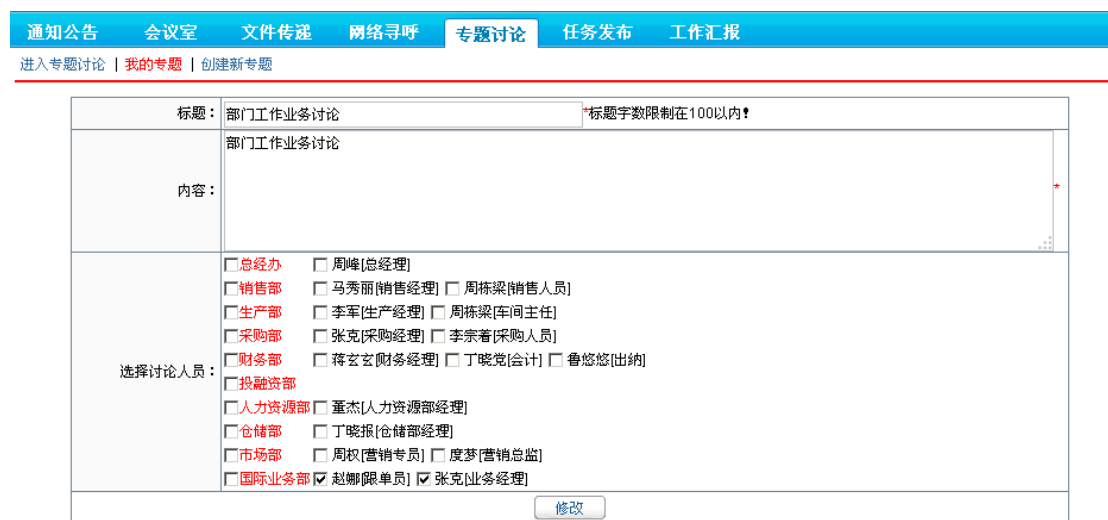 通知公告 会议室 文件传递 网络寻呼 专题讨论 任务发布 工作汇报
进入专题讨论 | 我的专题 | 创建新专题
标题： 部门工作业务讨论 *标题字数限制在100以内！
内容： 部门工作业务讨论 *
选择讨论人员：
总经办 周峰[总经理]
销售部 马秀丽[销售经理] 周栋梁[销售人员]
生产部 李军[生产经理] 周栋梁[车间主任]
采购部 张克[采购经理] 李宗着[采购人员]
财务部 蒋玄玄[财务经理] 丁晓党[会计] 鲁悠悠[出纳]
投融资部
人力资源部 董杰[人力资源部经理]
仓储部 丁晓报[仓储部经理]
市场部 周权[营销专员] 度梦[营销总监]
国际业务部 赵娜[跟单员] 张克[业务经理]
修改